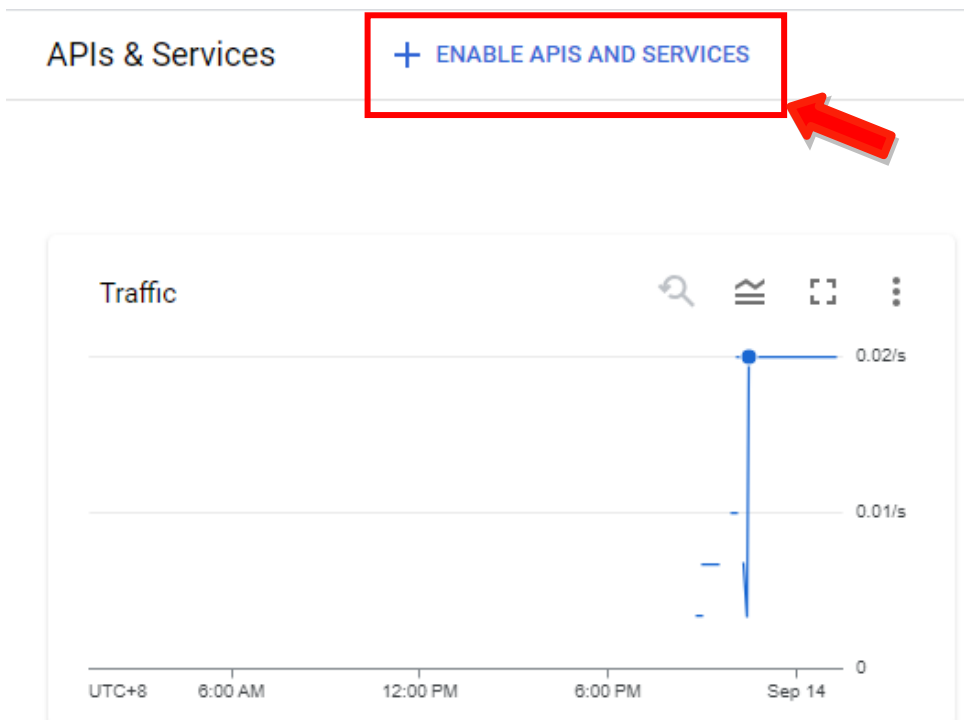 APIs & Services
ENABLE APIS AND SERVICES
Traffic
0.02/s
0.01/s
0
UTC+8 6:00 AM 12:00 PM 6:00 PM Sep 14